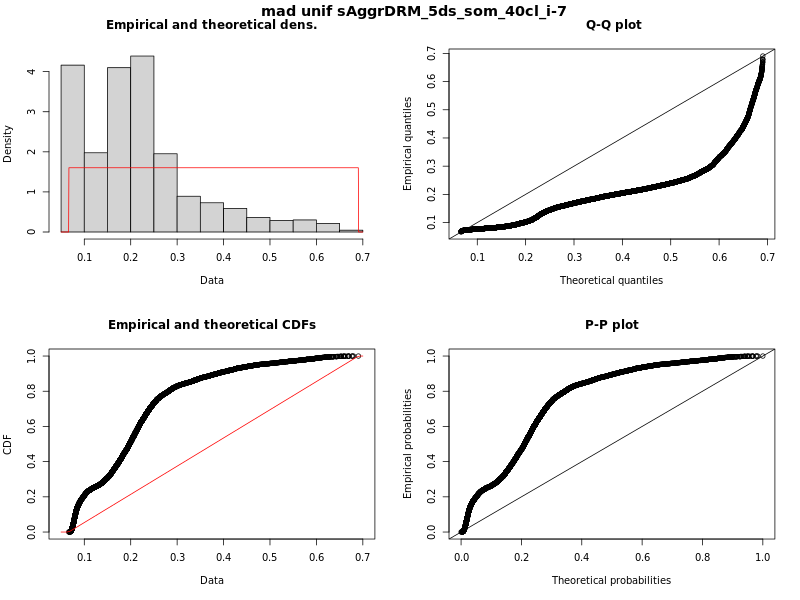 mad unif sAggrDRM_5ds_som_40cl_i-7
Empirical and theoretical dens.
Density
0 1 2 3 4
0.1 0.2 0.3 0.4 0.5 0.6 0.7
Data
Q-Q plot
Empirical quantiles
0.1 0.2 0.3 0.4 0.5 0.6 0.7
0.1 0.2 0.3 0.4 0.5 0.6 0.7
Theoretical quantiles
Empirical and theoretical CDFs
CDF
0.0 0.2 0.4 0.6 0.8 1.0
0.1 0.2 0.3 0.4 0.5 0.6 0.7
Data
P-P plot
Empirical probabilities
0.0 0.2 0.4 0.6 0.8 1.0
0.0 0.2 0.4 0.6 0.8 1.0
Theoretical probabilities